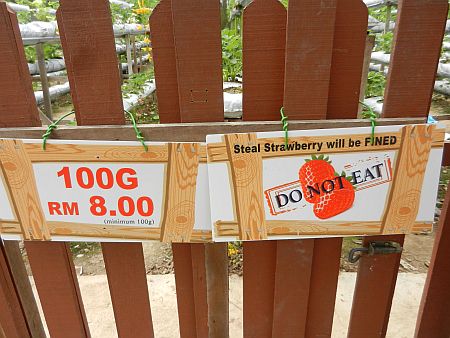 100G
RM 8.00
(minimum 100g)
Steal Strawberry will be FINED
DO NOT EAT